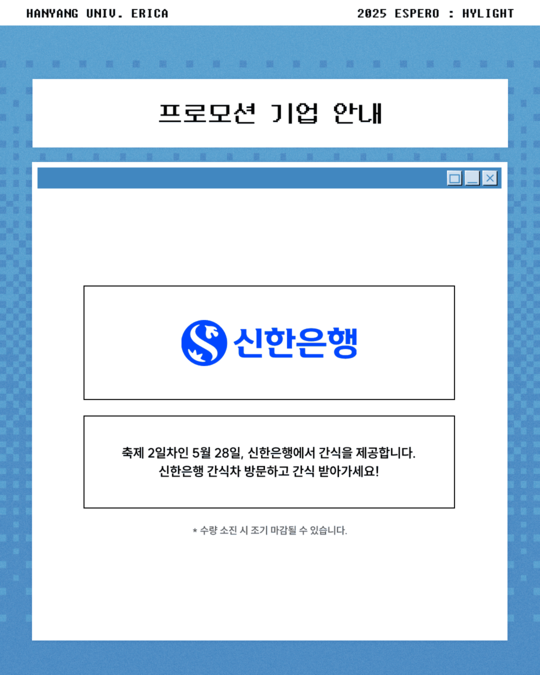 HANYANG UNIV. ERICA
2025 ESPERO : HYLIGHT
프로모션 기업 안내
신한은행
축제 2일차인 5월 28일, 신한은행에서 간식을 제공합니다.
신한은행 간식차 방문하고 간식 받아가세요!
* 수량 소진 시 조기 마감될 수 있습니다.